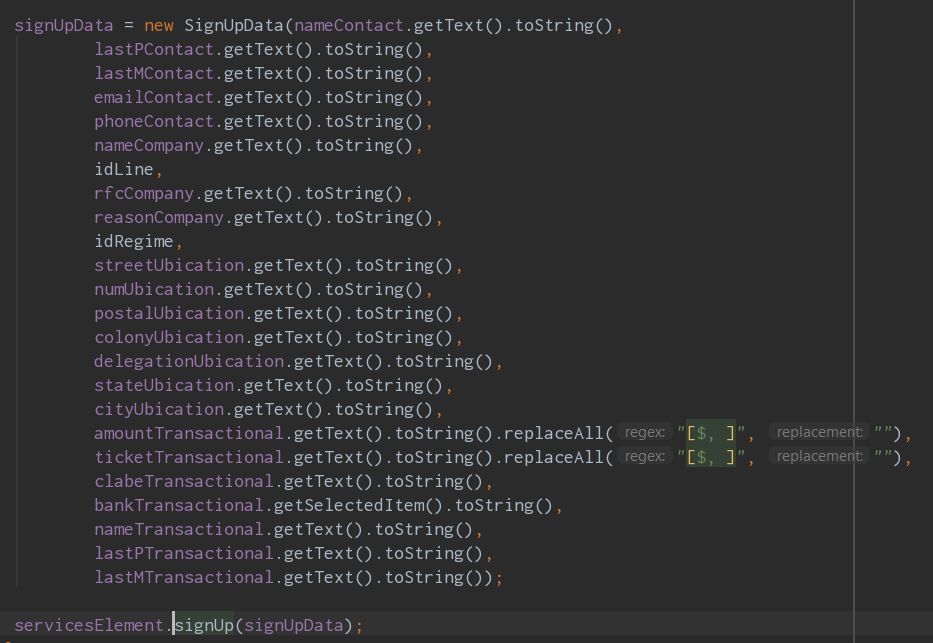 signUpData = new SignUpData(nameContact.getText().toString(),
lastPContact.getText().toString(),
lastMContact.getText().toString(),
emailContact.getText().toString(),
phoneContact.getText().toString(),
nameCompany.getText().toString(),
idLine,
rfcCompany.getText().toString(),
reasonCompany.getText().toString(),
idRegime,
streetUbication.getText().toString(),
numUbication.getText().toString(),
postalUbication.getText().toString(),
colonyUbication.getText().toString(),
delegationUbication.getText().toString(),
stateUbication.getText().toString(),
cityUbication.getText().toString(),
amountTransactional.getText().toString().replaceAll( regex: "[$, ]", replacement: ""),
ticketTransactional.getText().toString().replaceAll( regex: "[$, ]", replacement: ""),
clabeTransactional.getText().toString(),
bankTransactional.getSelectedItem().toString(),
nameTransactional.getText().toString(),
lastPTransactional.getText().toString(),
lastMTransactional.getText().toString());
servicesElement.signUp(signUpData);